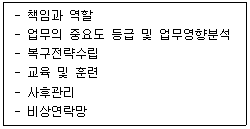 - 책임과 역할
- 업무의 중요도 등급 및 업무영향분석
- 복구전략수립
- 교육 및 훈련
- 사후관리
- 비상연락망